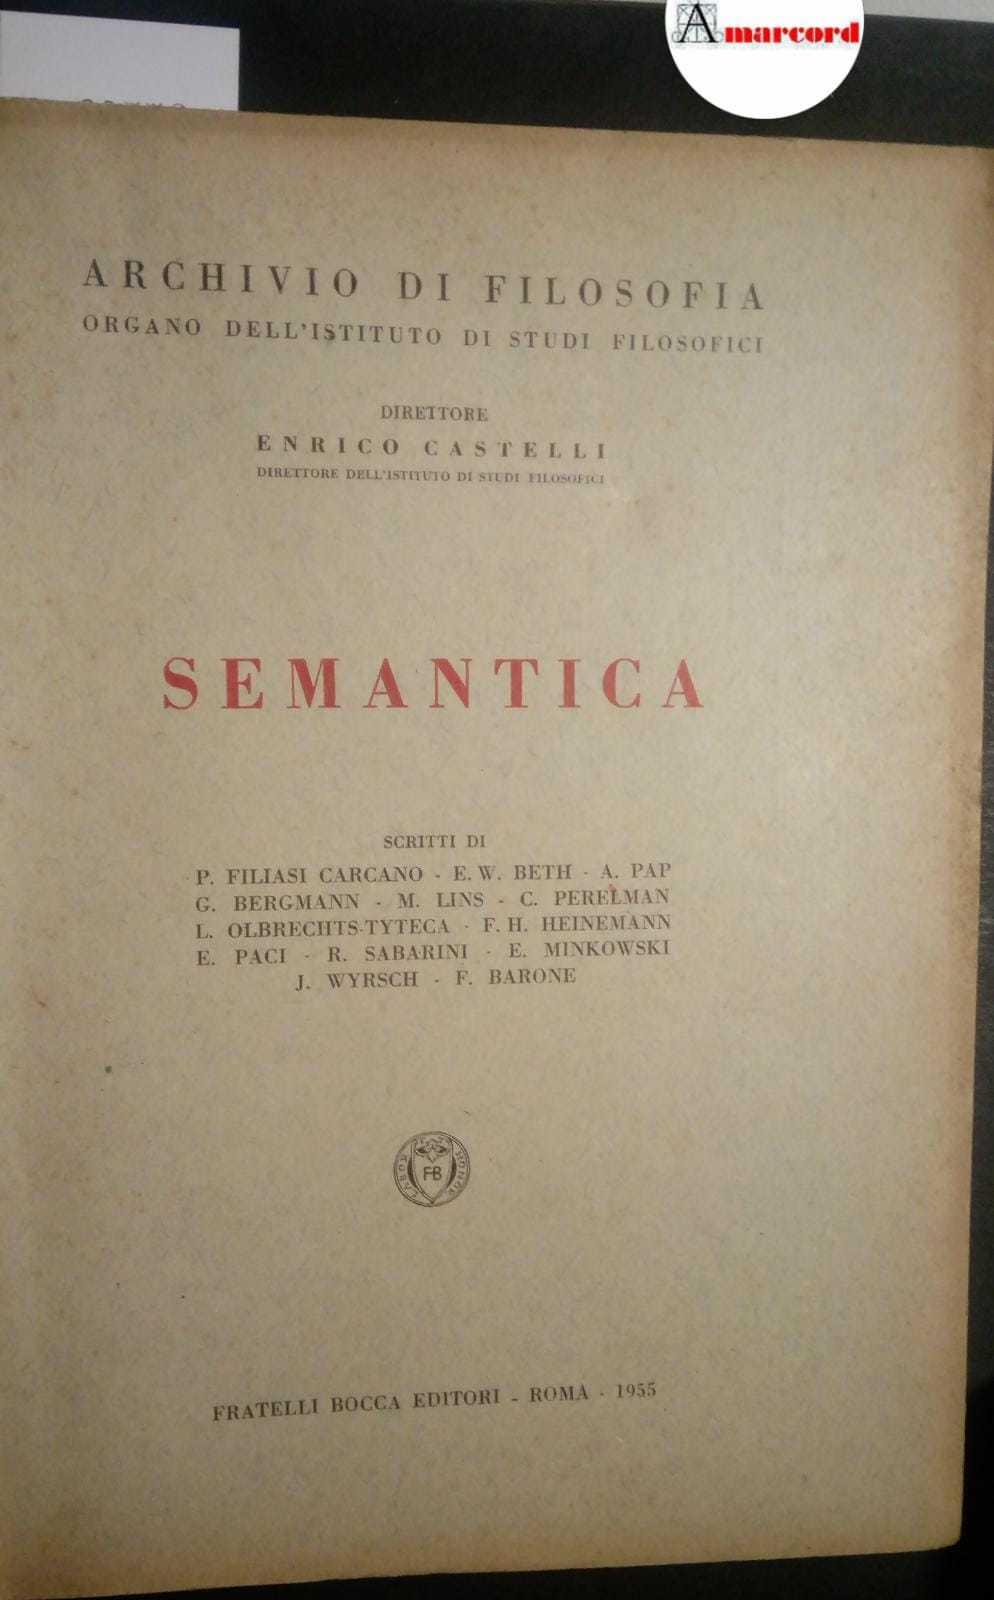 Amarcord
ARCHIVIO DI FILOSOFIA
ORGANO DELL'ISTITUTO DI STUDI FILOSOFICI
DIRETTORE
ENRICO CASTELLI
DIRETTORE DELL'ISTITUTO DI STUDI FILOSOFICI
SEMANTICA
SCRITTI DI
P. FILIASI CARCANO - E. W. BETH - A. PAP
G. BERGMANN - M. LINS - C. PERELMAN
L. OLBRECHTS-TYTECA - F. H. HEINEMANN
E. PACI - R. SABARINI - E. MINKOWSKI
J. WYRSCH - F. BARONE
FB
FRATELLI BOCCA EDITORI - ROMA - 1955